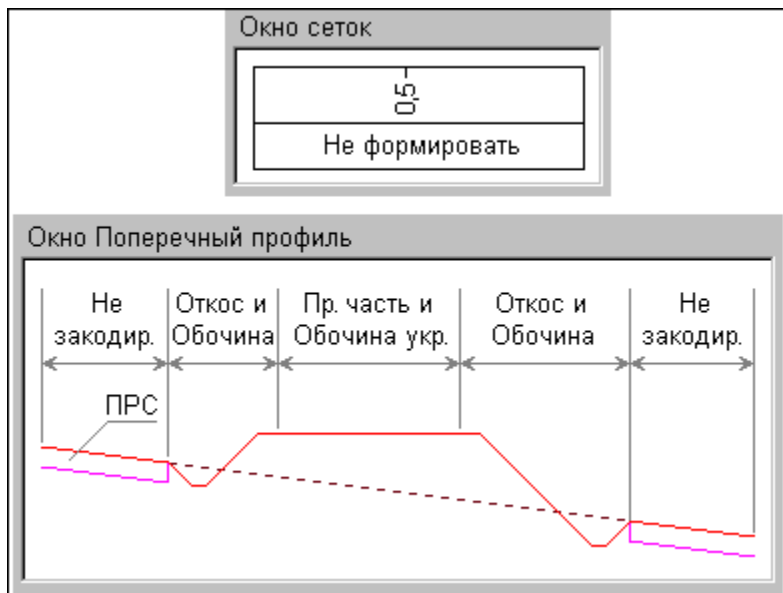 Окно сеток
0,5
Не формировать
Окно Поперечный профиль
Не закодир.
Откос и Обочина
Пр. часть и Обочина укр.
Откос и Обочина
Не закодир.
ПРС